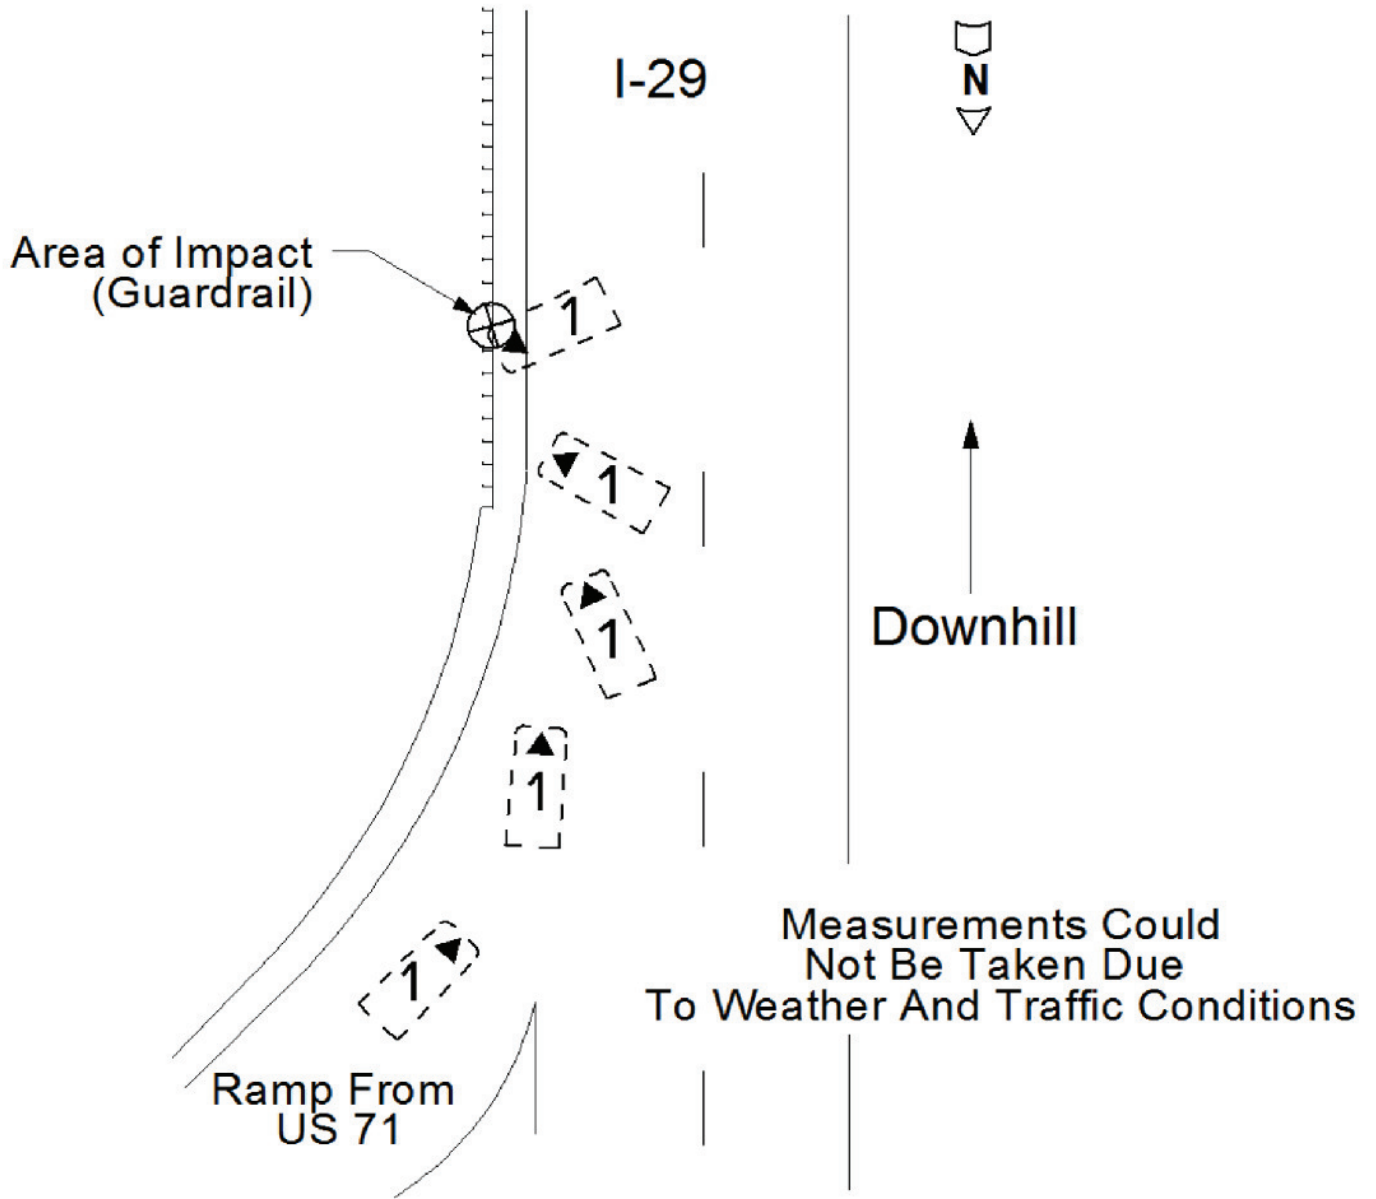 I-29
N
Area of Impact
(Guardrail)
1
1
1
Downhill
1
1
Measurements Could
Not Be Taken Due
To Weather And Traffic Conditions
Ramp From
US 71